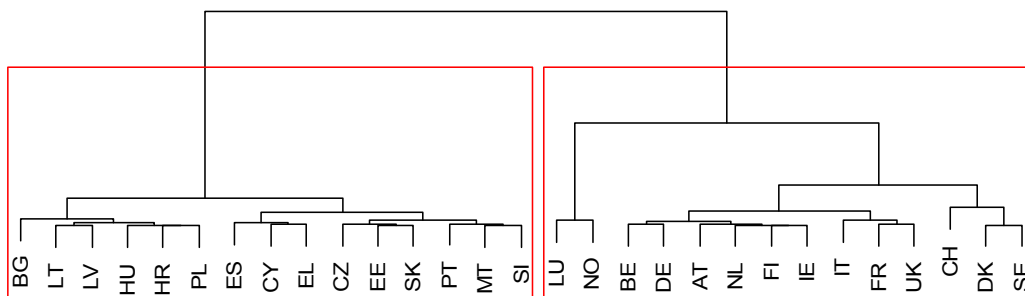 BG LT LV HU HR PL ES CY EL CZ EE SK PT MT SI LU NO BE DE AT NL FI IE IT FR UK CH DK SE